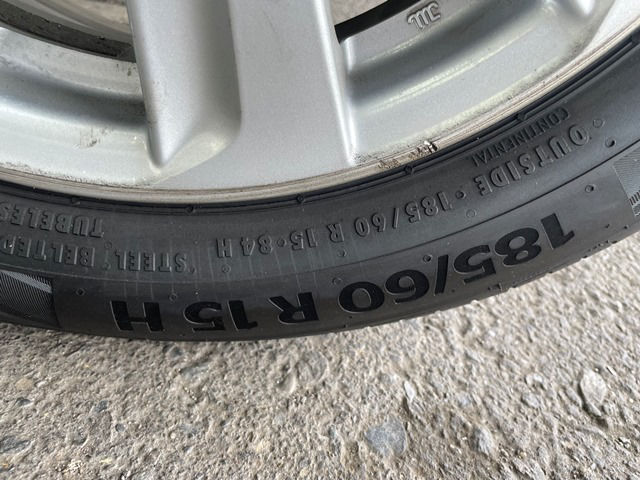 185/60 R 15 H
OUTSIDE · 185/60 R 15 · 84 H
CONTINENTAL
STEEL BELTED
TUBELESS